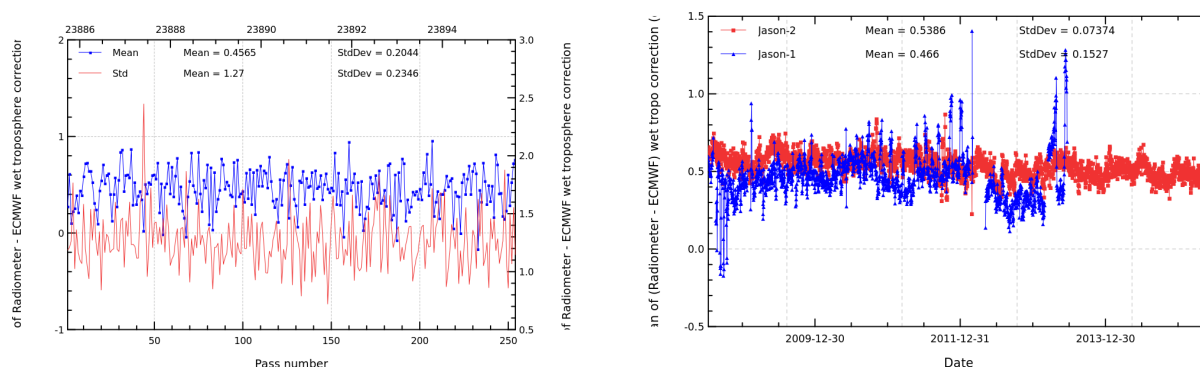 23886 23888 23890 23892 23894
Mean Mean = 0.4565 StdDev = 0.2044
Std Mean = 1.27 StdDev = 0.2346
2 1 0 -1
3.0 2.5 2.0 1.5 1.0 0.5
of Radiometer - ECMWF wet troposphere correction
of Radiometer - ECMWF wet troposphere correction
50 100 150 200 250
Pass number
Jason-2 Mean = 0.5386 StdDev = 0.07374
Jason-1 Mean = 0.466 StdDev = 0.1527
1.5 1.0 0.5 0.0 -0.5
of (Radiometer - ECMWF) wet tropo correction (
2009-12-30 2011-12-31 2013-12-30
Date